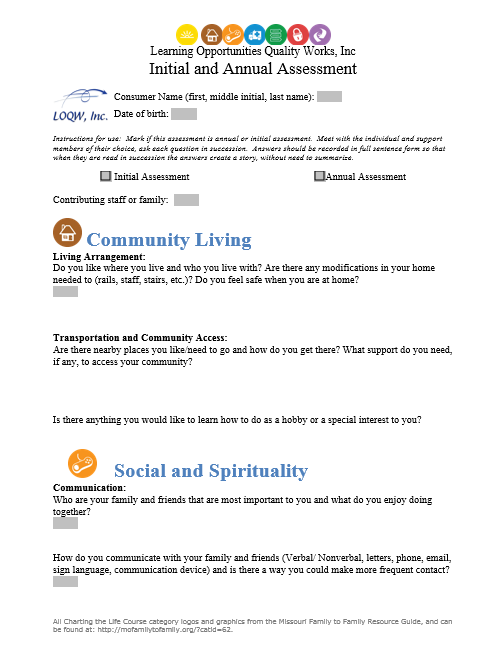 Learning Opportunities Quality Works, Inc
Initial and Annual Assessment
LOQW, Inc.
Consumer Name (first, middle initial, last name):
Date of birth:
Instructions for use: Mark if this assessment is annual or initial assessment. Meet with the individual and support
members of their choice, ask each question in succession. Answers should be recorded in full sentence form so that
when they are read in succession the answers create a story, without need to summarize.
Initial Assessment Annual Assessment
Contributing staff or family:
Community Living
Living Arrangement:
Do you like where you live and who you live with? Are there any modifications in your home
needed to (rails, staff, stairs, etc.)? Do you feel safe when you are at home?
Transportation and Community Access:
Are there nearby places you like/need to go and how do you get there? What support do you need,
if any, to access your community?
Is there anything you would like to learn how to do as a hobby or a special interest to you?
Social and Spirituality
Communication:
Who are your family and friends that are most important to you and what do you enjoy doing
together?
How do you communicate with your family and friends (Verbal/ Nonverbal, letters, phone, email,
sign language, communication device) and is there a way you could make more frequent contact?
All Charting the Life Course category logos and graphics from the Missouri Family to Family Resource Guide, and can
be found at: http://mofamilytofamily.org/?catid=62.